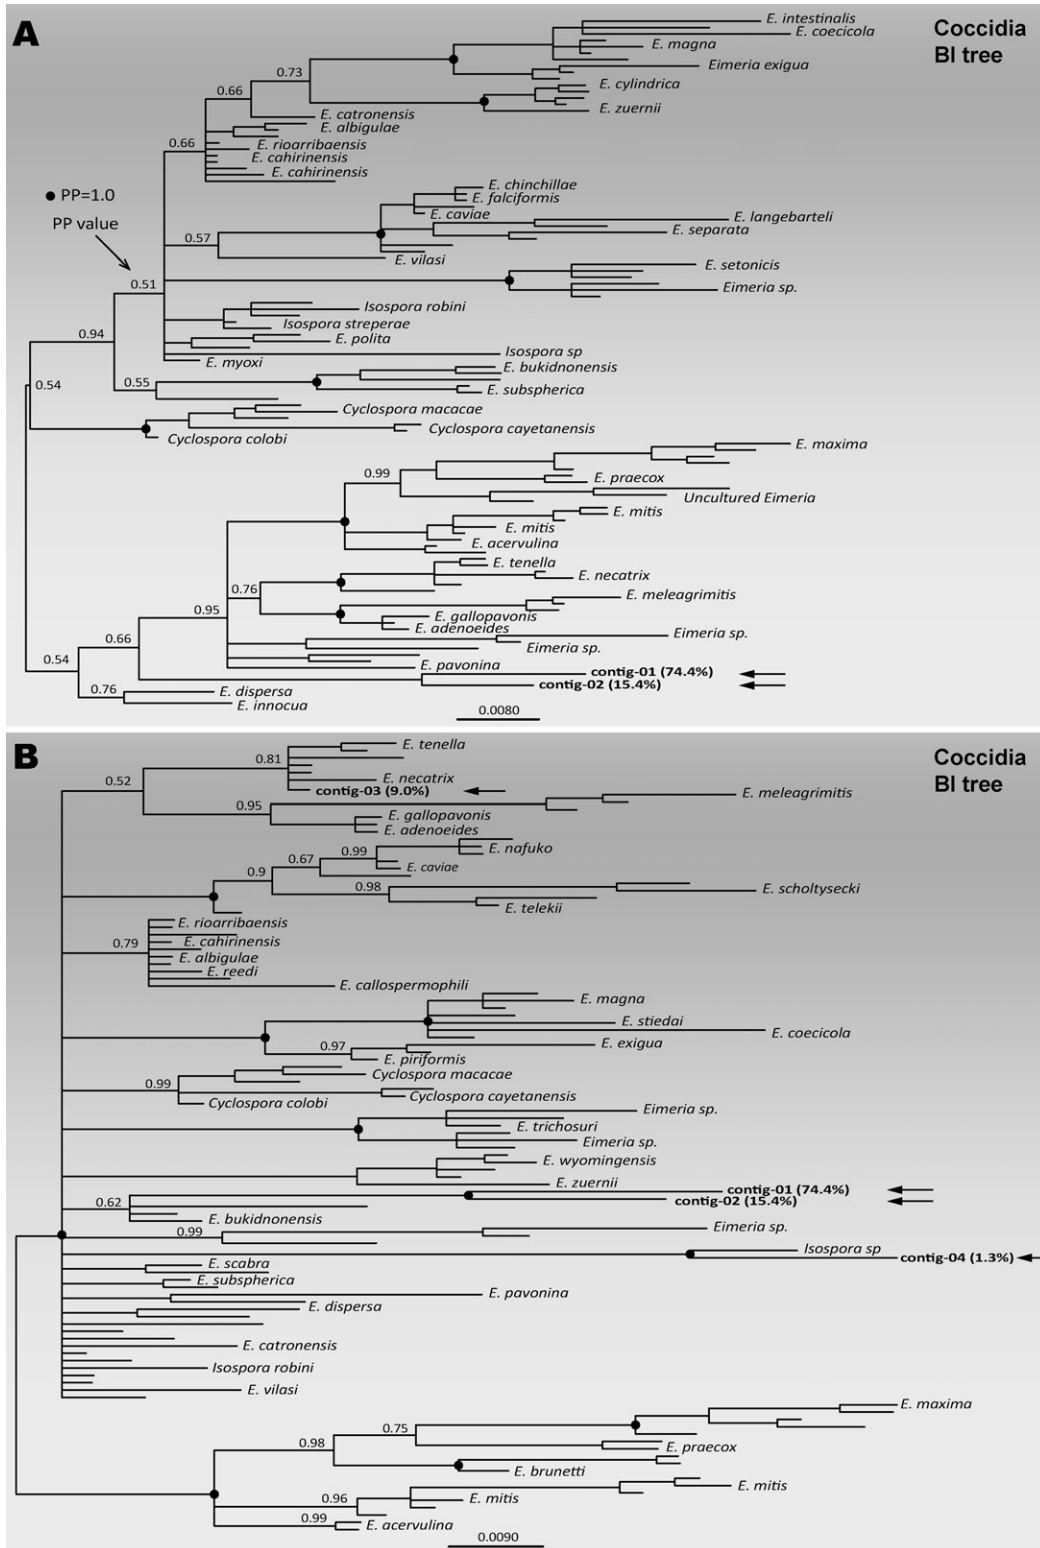 A
Coccidia
BI tree
E. intestinalis
E. coecicola
E. magna
Eimeria exigua
0.73
0.66
E. cylindrica
E. zuernii
E. catronensis
E. albigulae
0.66
E. rioarribaensis
E. cahirinensis
E. cahirinensis
PP=1.0
PP value
E. chinchillae
E. falciformis
E. caviae
E. langebarteli
E. separata
0.57
E. vilasi
E. setonicis
0.51
Eimeria sp.
Isospora robini
Isospora streperae
0.94
E. polita
Isospora sp
E. myoxi
E. bukidnonensis
0.54
0.55
E. subspherica
Cyclospora macacae
Cyclospora cayetanensis
Cyclospora colobi
E. maxima
0.99
E. praecox
Uncultured Eimeria
E. mitis
E. mitis
E. acervulina
E. tenella
E. necatrix
0.76
E. meleagrimitis
0.95
E. gallopavonis
E. adenoeides
Eimeria sp.
0.66
Eimeria sp.
0.54
E. pavonina
contig-01 (74.4%)
contig-02 (15.4%)
0.76
E. dispersa
E. innocua
0.0080
B
Coccidia
BI tree
E. tenella
0.81
0.52
E. necatrix
contig-03 (9.0%)
E. meleagrimitis
0.95
E. gallopavonis
E. adenoeides
0.99
E. nafuko
0.67
0.9
E. caviae
0.98
E. scholtysecki
E. telekii
E. rioarribaensis
0.79
E. cahirinensis
E. albigulae
E. reedi
E. callospermophili
E. magna
E. stiedai
E. coecicola
0.97
E. exigua
E. piriformis
Cyclospora macacae
0.99
Cyclospora cayetanensis
Cyclospora colobi
Eimeria sp.
E. trichosuri
Eimeria sp.
E. wyomingensis
E. zuernii
contig-01 (74.4%)
0.62
contig-02 (15.4%)
E. bukidnonensis
Eimeria sp.
0.99
Isospora sp
contig-04 (1.3%)
E. scabra
E. subspherica
E. pavonina
E. dispersa
E. catronensis
Isospora robini
E. vilasi
E. maxima
0.75
0.98
E. praecox
E. brunetti
E. mitis
0.96
E. mitis
0.99
E. acervulina
0.0090